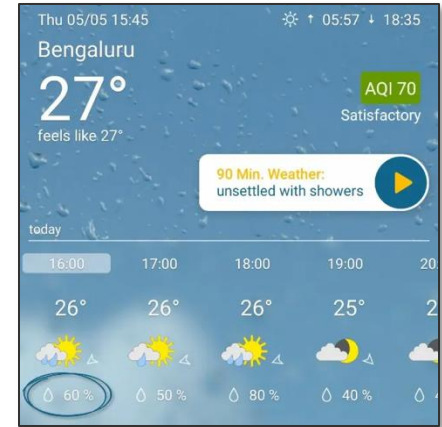 Thu 05/05 15:45
↑ 05:57 ↓ 18:35
Bengaluru
27°
feels like 27°
AQI 70
Satisfactory
90 Min. Weather:
unsettled with showers
today
16:00 17:00 18:00 19:00
26° 26° 26° 25°
60 % 50 % 80 % 40 %